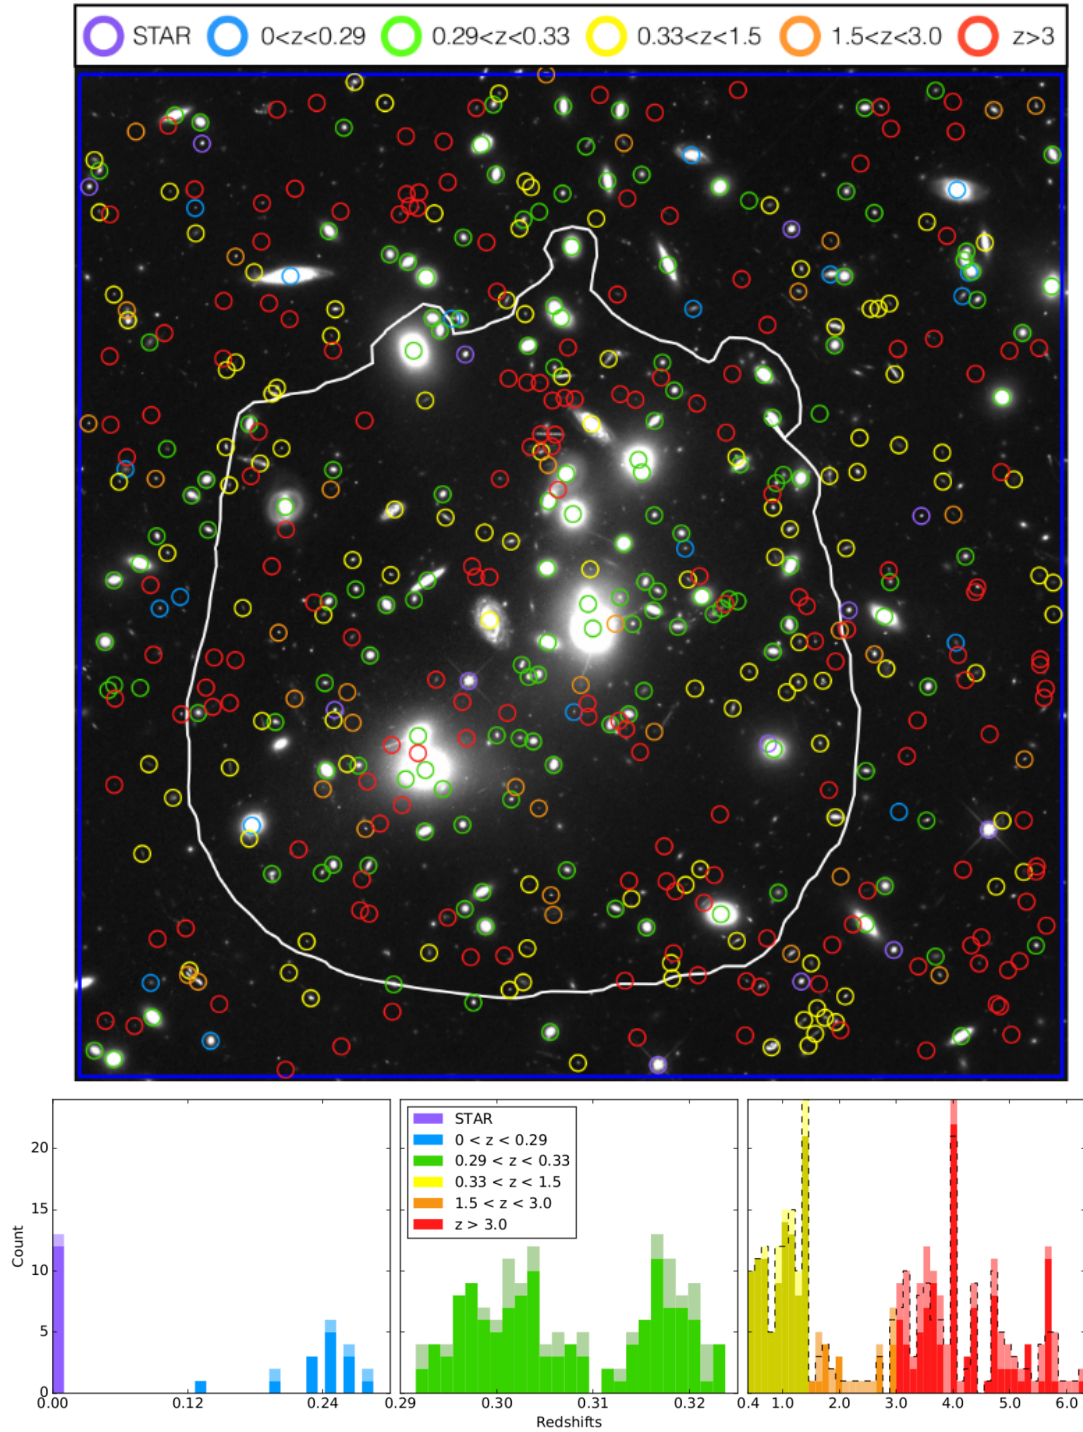 STAR 0<z<0.29 0.29<z<0.33 0.33<z<1.5 1.5<z<3.0 z>3
STAR
0 < z < 0.29
0.29 < z < 0.33
0.33 < z < 1.5
1.5 < z < 3.0
z > 3.0
20
15
10
5
0
Count
0.00 0.12 0.24 0.29 0.30 0.31 0.32 0.4 1.0 2.0 3.0 4.0 5.0 6.0
Redshifts